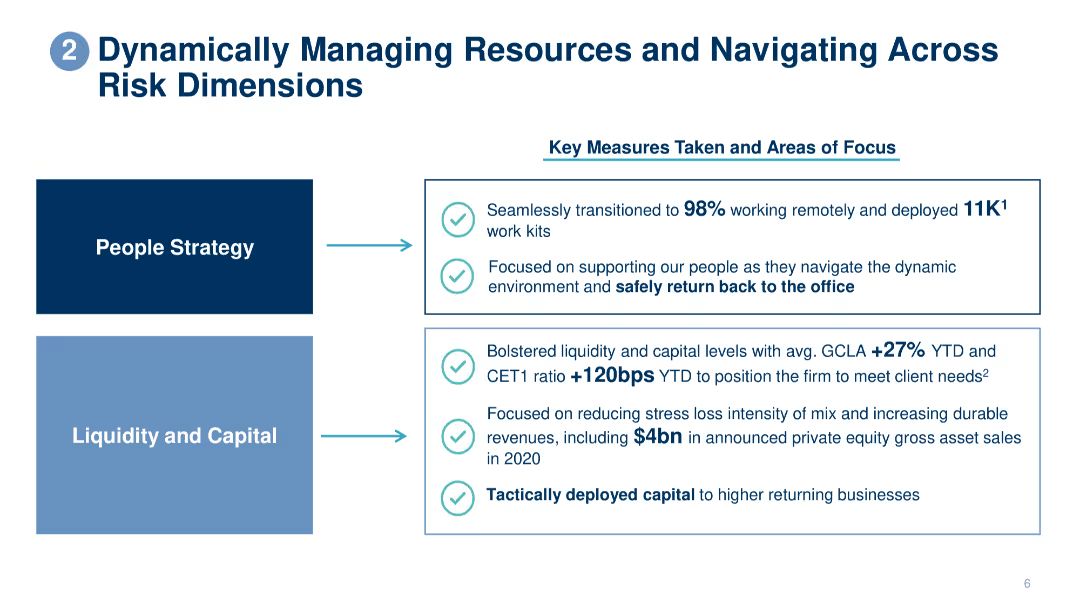 2 Dynamically Managing Resources and Navigating Across
Risk Dimensions
Key Measures Taken and Areas of Focus
People Strategy
Seamlessly transitioned to 98% working remotely and deployed 11K¹
work kits
Focused on supporting our people as they navigate the dynamic
environment and safely return back to the office
Liquidity and Capital
Bolstered liquidity and capital levels with avg. GCLA +27% YTD and
CET1 ratio +120bps YTD to position the firm to meet client needs²
Focused on reducing stress loss intensity of mix and increasing durable
revenues, including $4bn in announced private equity gross asset sales
in 2020
Tactically deployed capital to higher returning businesses
6